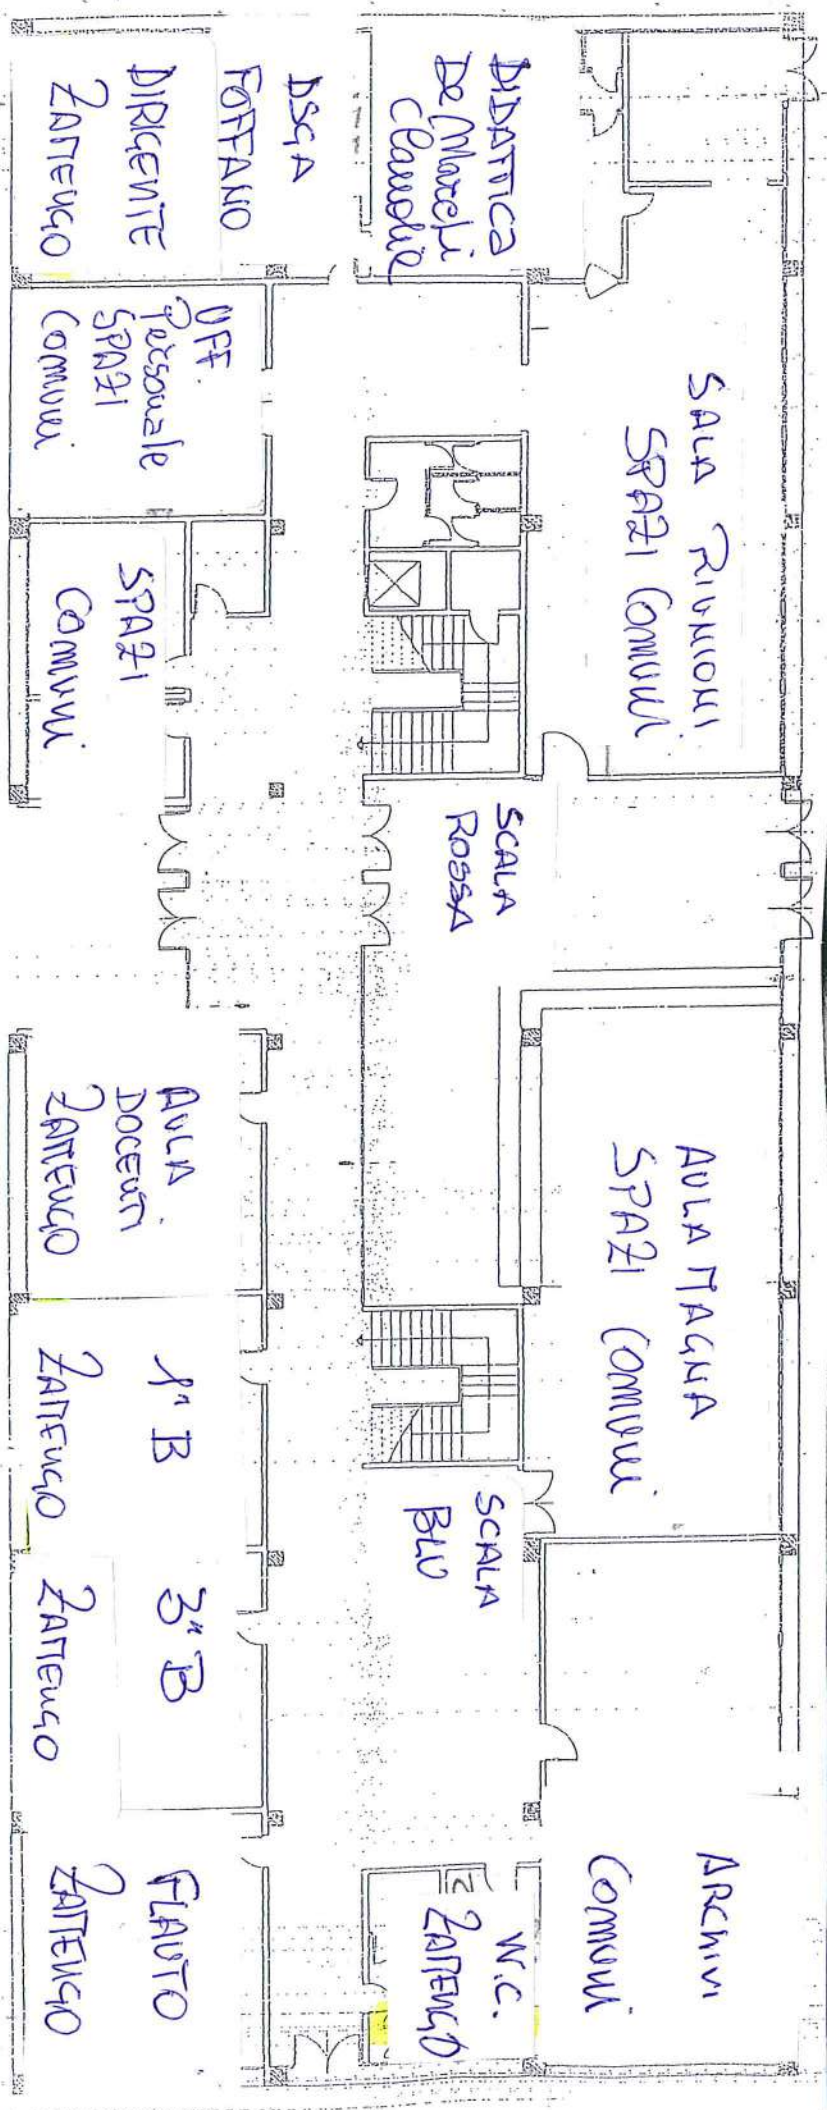 SALA RIUNIONI
SPAZI Comuni
AULA MAGNA
SPAZI Comuni
ARCHIVI
Comuni
DIDATTICA
De Marchi
Claudia
SCALA
ROSSA
SCALA
BLU
W.C.
ZAMENGO
DSGA
FOFFANO
DIRIGENTE
ZAMENGO
UFF.
Personale
SPAZI
Comuni
SPAZI
COMUNI
AULA
DOCENTI
ZAMENGO
1^B
ZAMENGO
3^B
ZAMENGO
FLAUTO
ZAMENGO